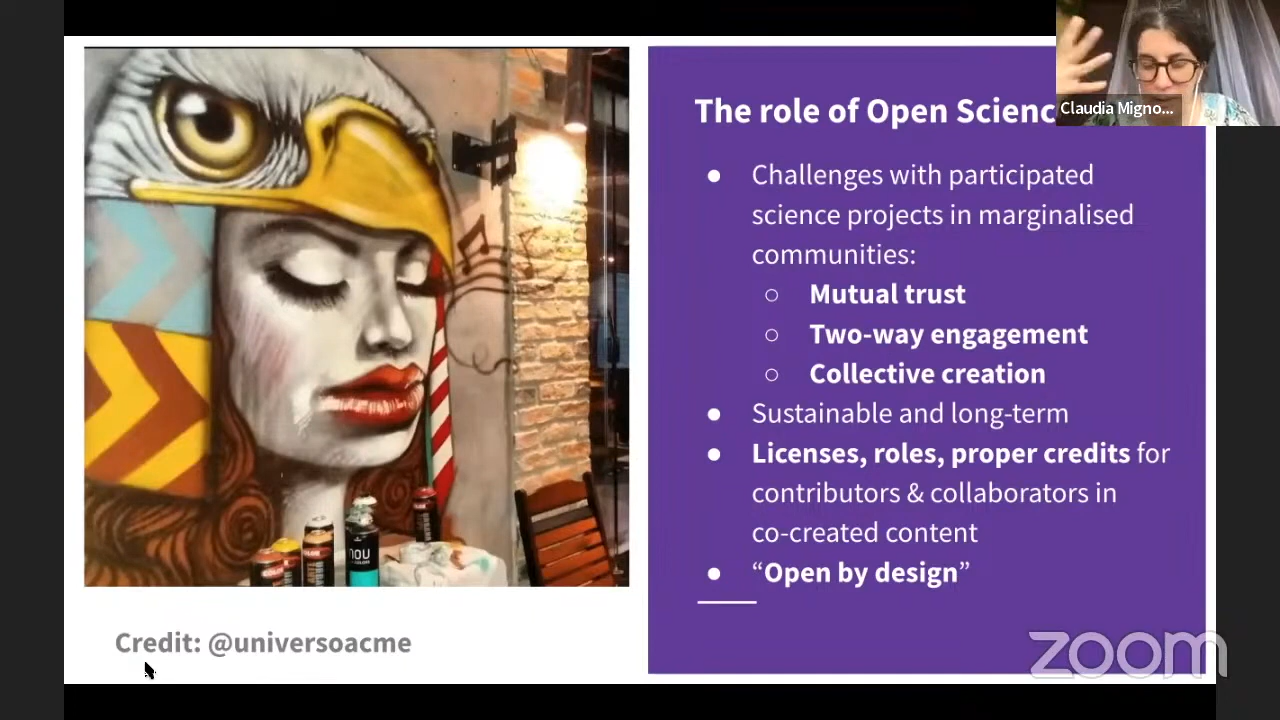 The role of Open Scienc
Claudia Migno...
● Challenges with participated
science projects in marginalised
communities:
○ Mutual trust
○ Two-way engagement
○ Collective creation
● Sustainable and long-term
● Licenses, roles, proper credits for
contributors & collaborators in
co-created content
● “Open by design”
Credit: @universoacme
zoom